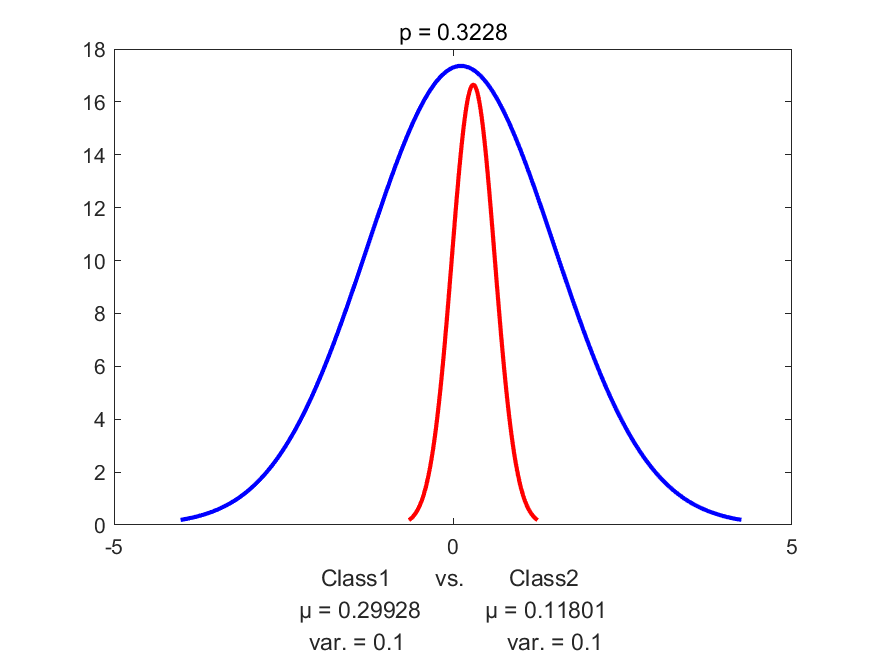 p = 0.3228
18
16
14
12
10
8
6
4
2
0
-5 0 5
Class1 vs. Class2
μ = 0.29928 μ = 0.11801
var. = 0.1 var. = 0.1